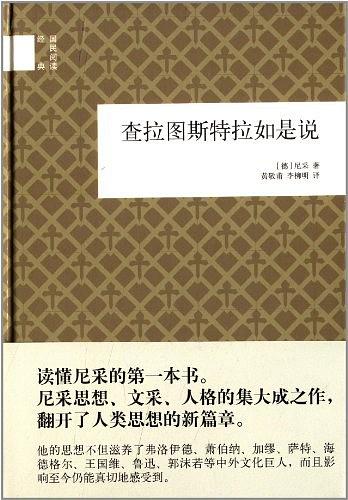 国民阅读
经典
查拉图斯特拉如是说
［德］尼采 著
黄敬甫 李柳明 译
读懂尼采的第一本书。
尼采思想、文采、人格的集大成之作，
翻开了人类思想的新篇章。
他的思想不但滋养了弗洛伊德、萧伯纳、加缪、萨特、海
德格尔、王国维、鲁迅、郭沫若等中外文化巨人，而且影
响至今仍能真切地感受到。